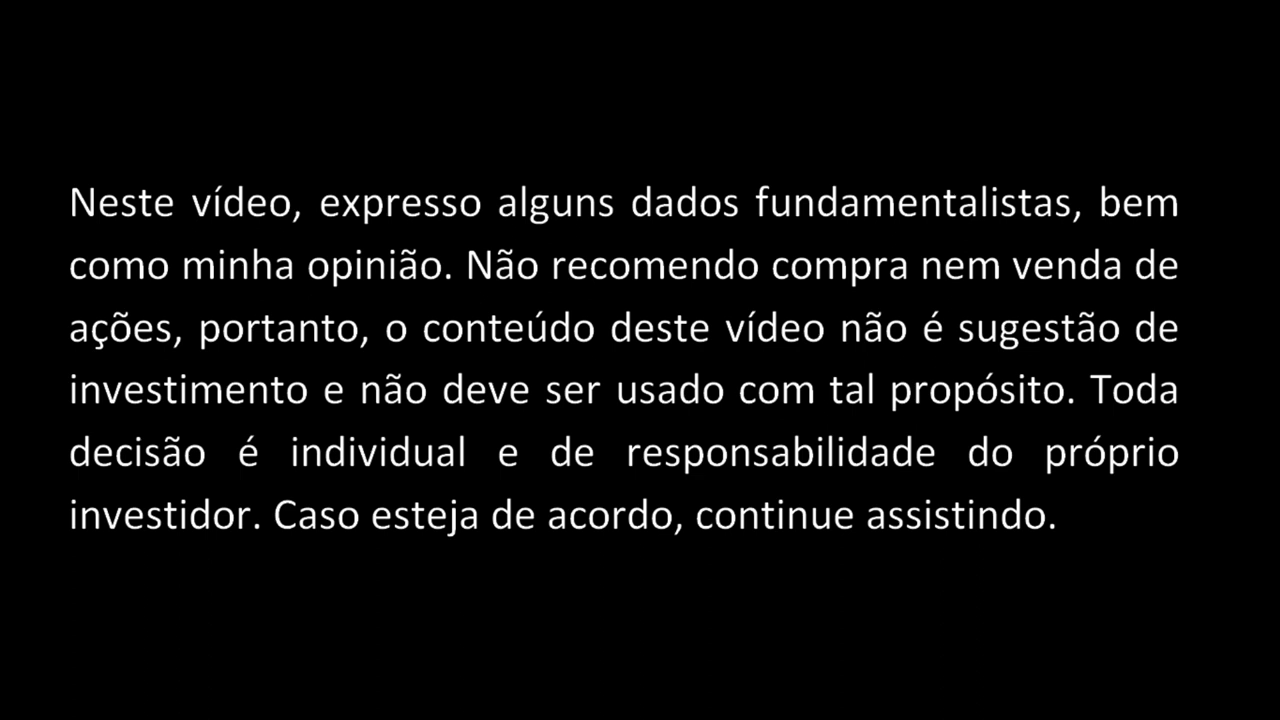 Neste vídeo, expresso alguns dados fundamentalistas, bem
como minha opinião. Não recomendo compra nem venda de
ações, portanto, o conteúdo deste vídeo não é sugestão de
investimento e não deve ser usado com tal propósito. Toda
decisão é individual e de responsabilidade do próprio
investidor. Caso esteja de acordo, continue assistindo.